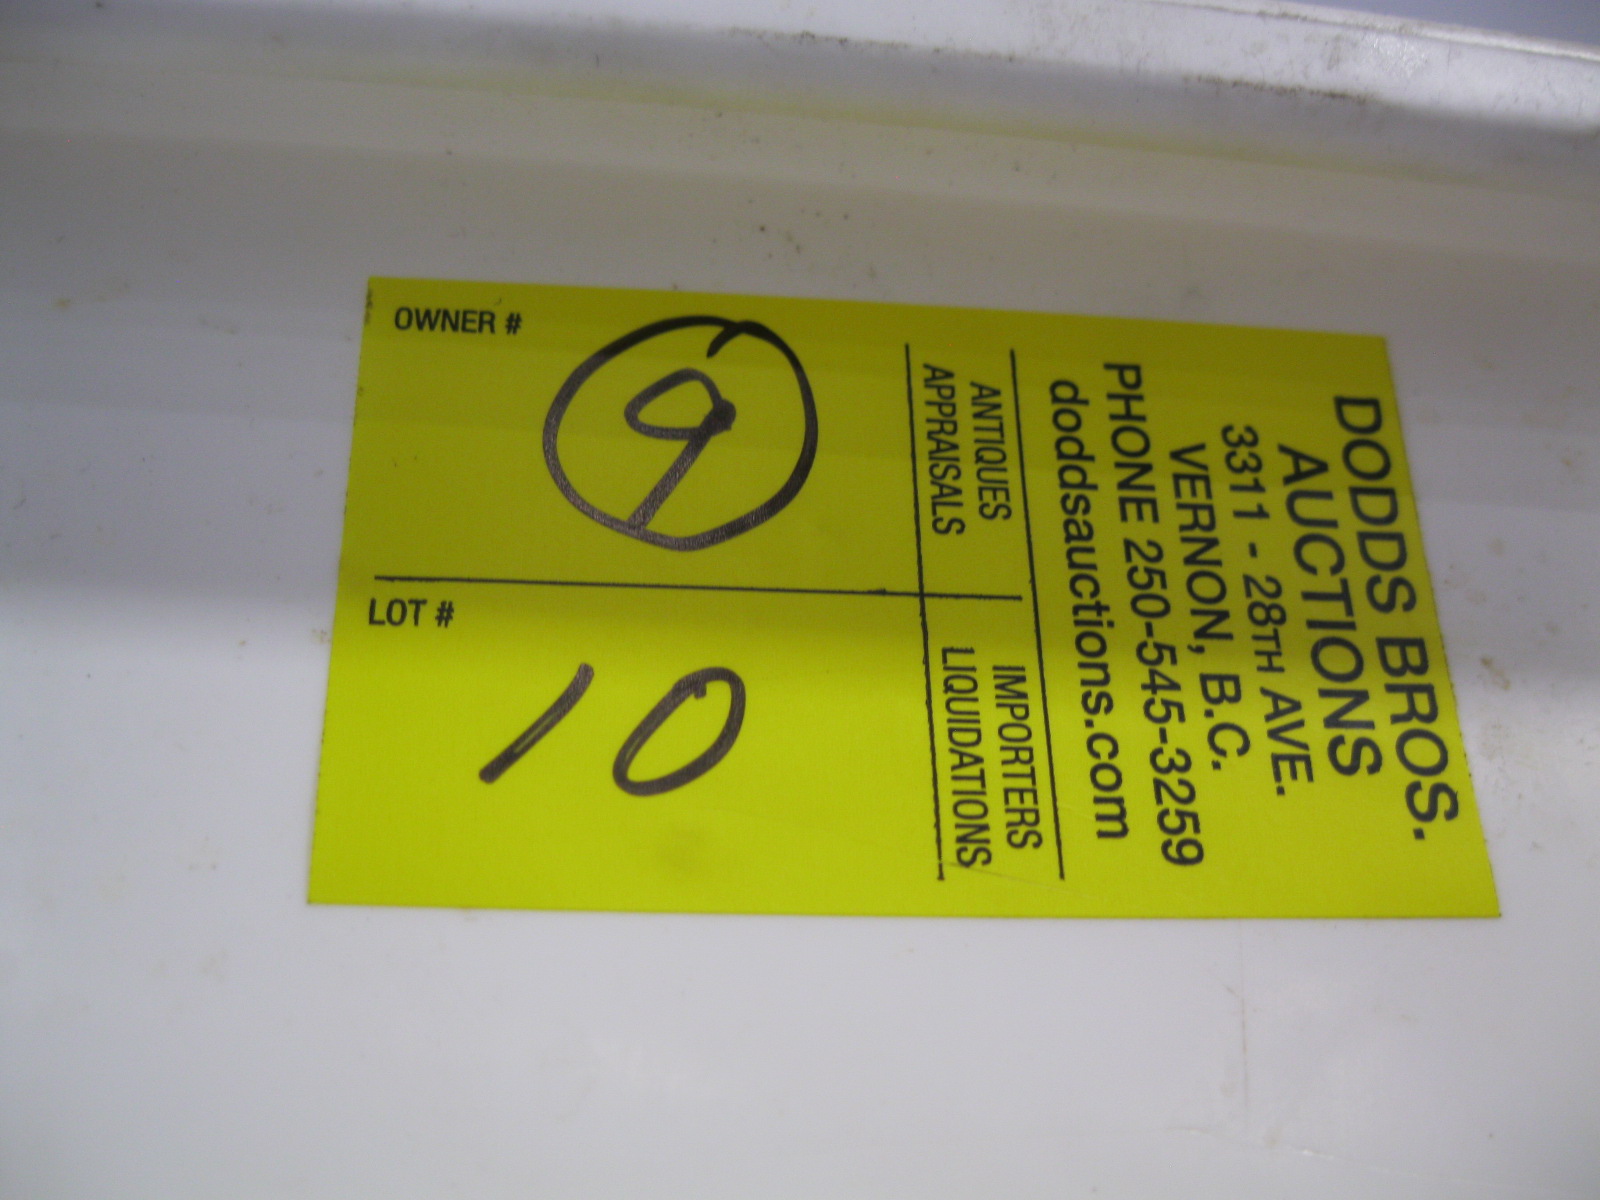 DODDS BROS.
AUCTIONS
3311 - 28TH AVE.
VERNON, B.C.
PHONE 250-545-3259
doddsauctions.com
ANTIQUES IMPORTERS
APPRAISALS LIQUIDATIONS
OWNER #
9
LOT #
10